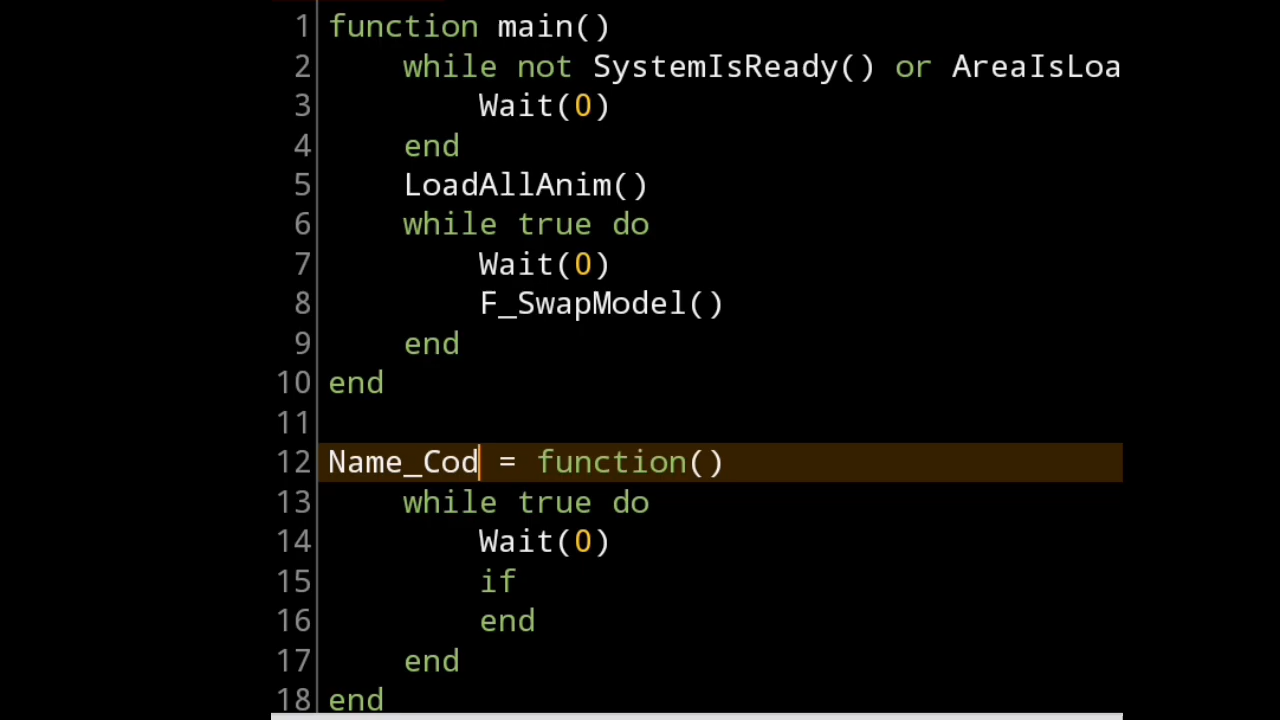 1 function main()
2 while not SystemIsReady() or AreaIsLoa
3 Wait(0)
4 end
5 LoadAllAnim()
6 while true do
7 Wait(0)
8 F_SwapModel()
9 end
10 end
11
12 Name_Cod = function()
13 while true do
14 Wait(0)
15 if
16 end
17 end
18 end